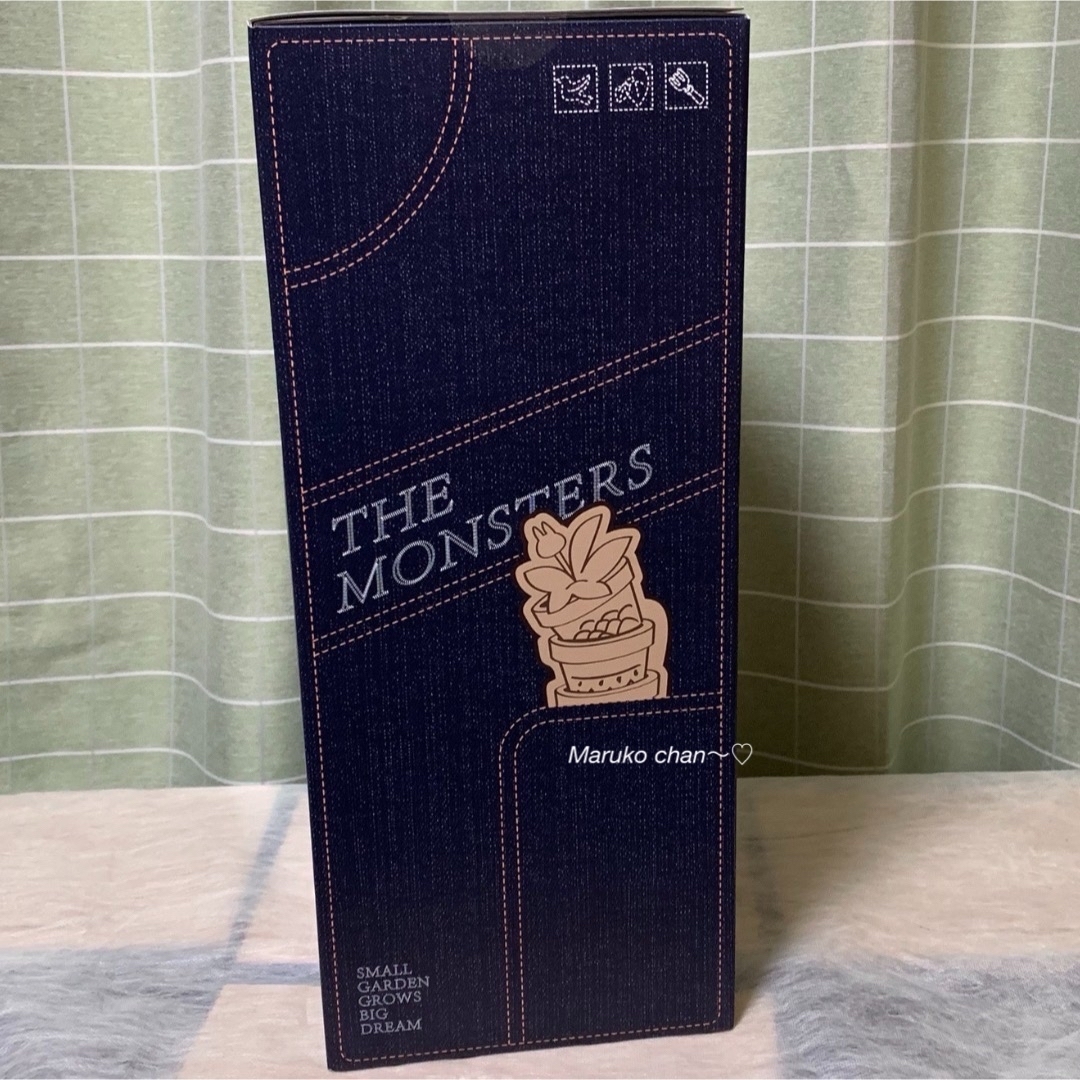 THE
MONSTERS
Maruko chan～♡
SMALL
GARDEN
GROWS
BIG
DREAM